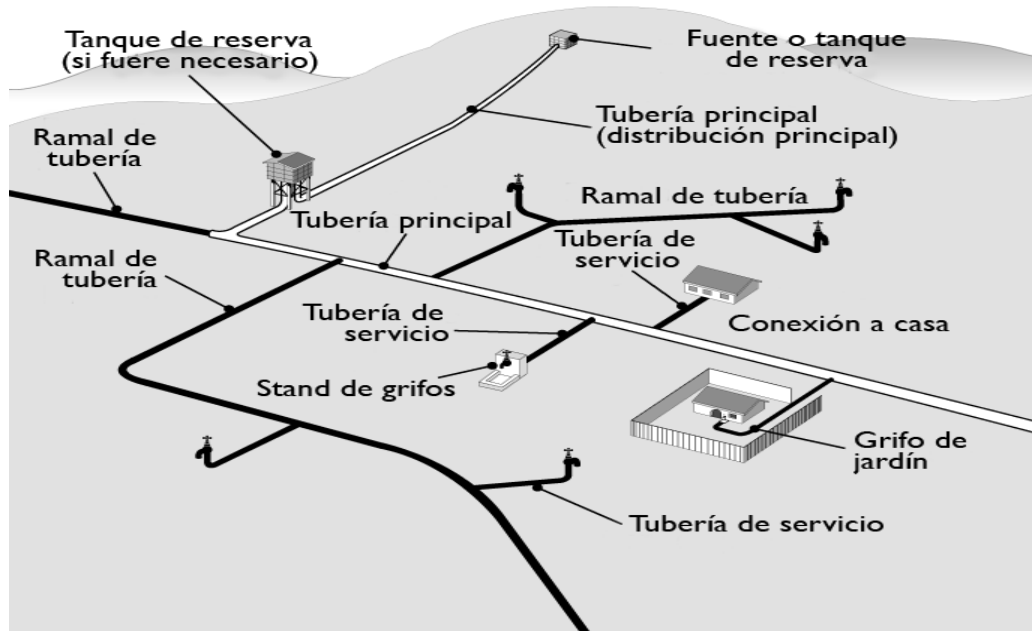 Tanque de reserva
(si fuere necesario)
Fuente o tanque
de reserva
Tubería principal
(distribución principal)
Ramal de
tubería
Ramal de tubería
Tubería principal
Tubería de
servicio
Ramal de
tubería
Tubería de
servicio
Conexión a casa
Stand de grifos
Grifo de
jardín
Tubería de servicio